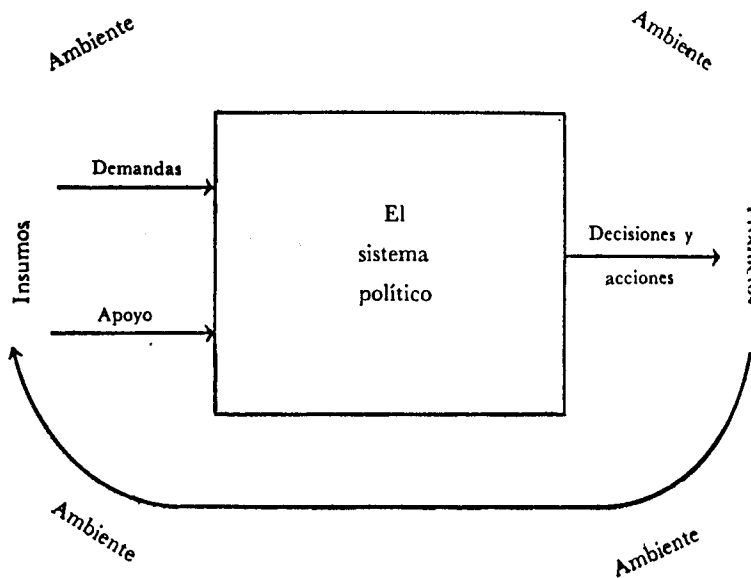 Ambiente
Ambiente
Demandas
Insumos
El
sistema
político
Decisiones y
acciones
Apoyo
Ambiente
Ambiente